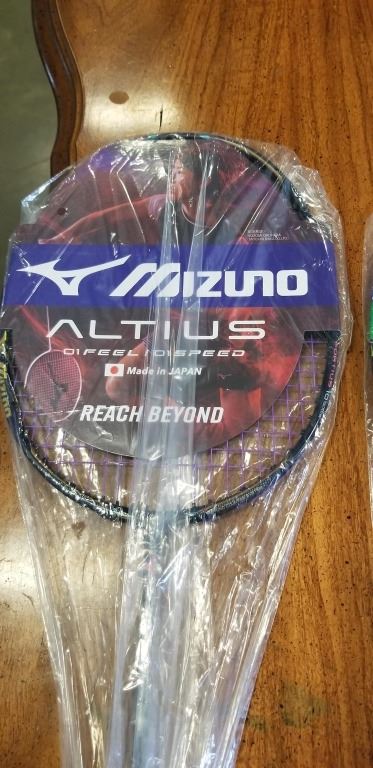 MIZUNO
ALTIUS
01 FEEL / 01 SPEED
Made in JAPAN
REACH BEYOND